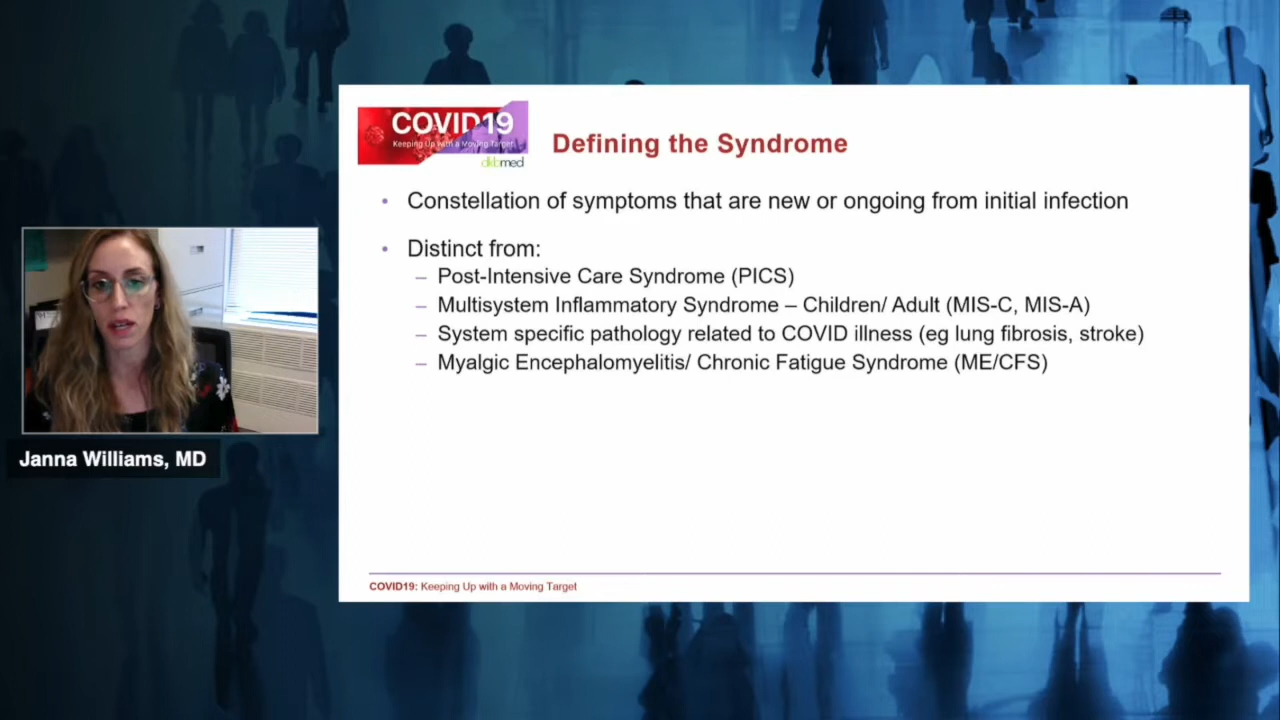 COVID19
Keeping Up with a Moving Target
dkbmed
Defining the Syndrome
• Constellation of symptoms that are new or ongoing from initial infection
• Distinct from:
– Post-Intensive Care Syndrome (PICS)
– Multisystem Inflammatory Syndrome – Children/ Adult (MIS-C, MIS-A)
– System specific pathology related to COVID illness (eg lung fibrosis, stroke)
– Myalgic Encephalomyelitis/ Chronic Fatigue Syndrome (ME/CFS)
Janna Williams, MD
COVID19: Keeping Up with a Moving Target